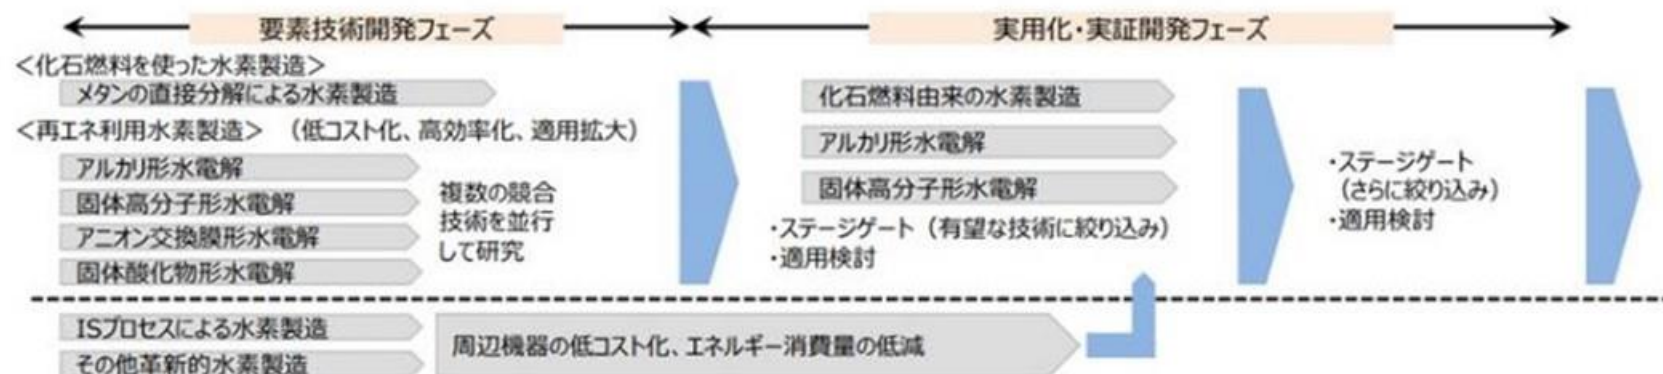 要素技術開発フェーズ
実用化・実証開発フェーズ
＜化石燃料を使った水素製造＞
メタンの直接分解による水素製造
＜再エネ利用水素製造＞ （低コスト化、高効率化、適用拡大）
アルカリ形水電解
固体高分子形水電解
アニオン交換膜形水電解
固体酸化物形水電解
複数の競合
技術を並行
して研究
化石燃料由来の水素製造
アルカリ形水電解
固体高分子形水電解
・ステージゲート（有望な技術に絞り込み）
・適用検討
・ステージゲート
（さらに絞り込み）
・適用検討
ISプロセスによる水素製造
その他革新的水素製造
周辺機器の低コスト化、エネルギー消費量の低減